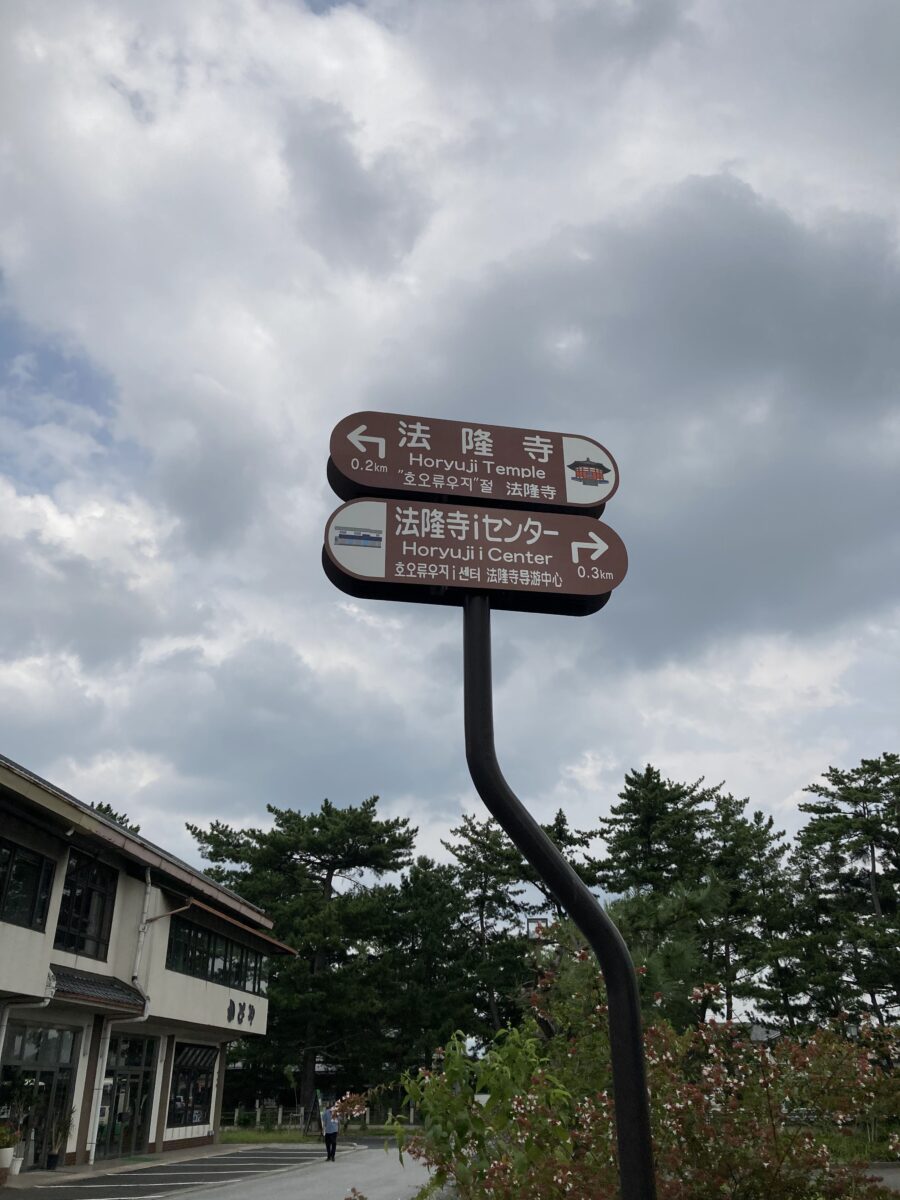 法隆寺
Horyuji Temple
0.2km
"호오류우지"절 法隆寺
法隆寺iセンター
Horyuji i Center
호오류우지 i 센터 法隆寺导游中心
0.3km